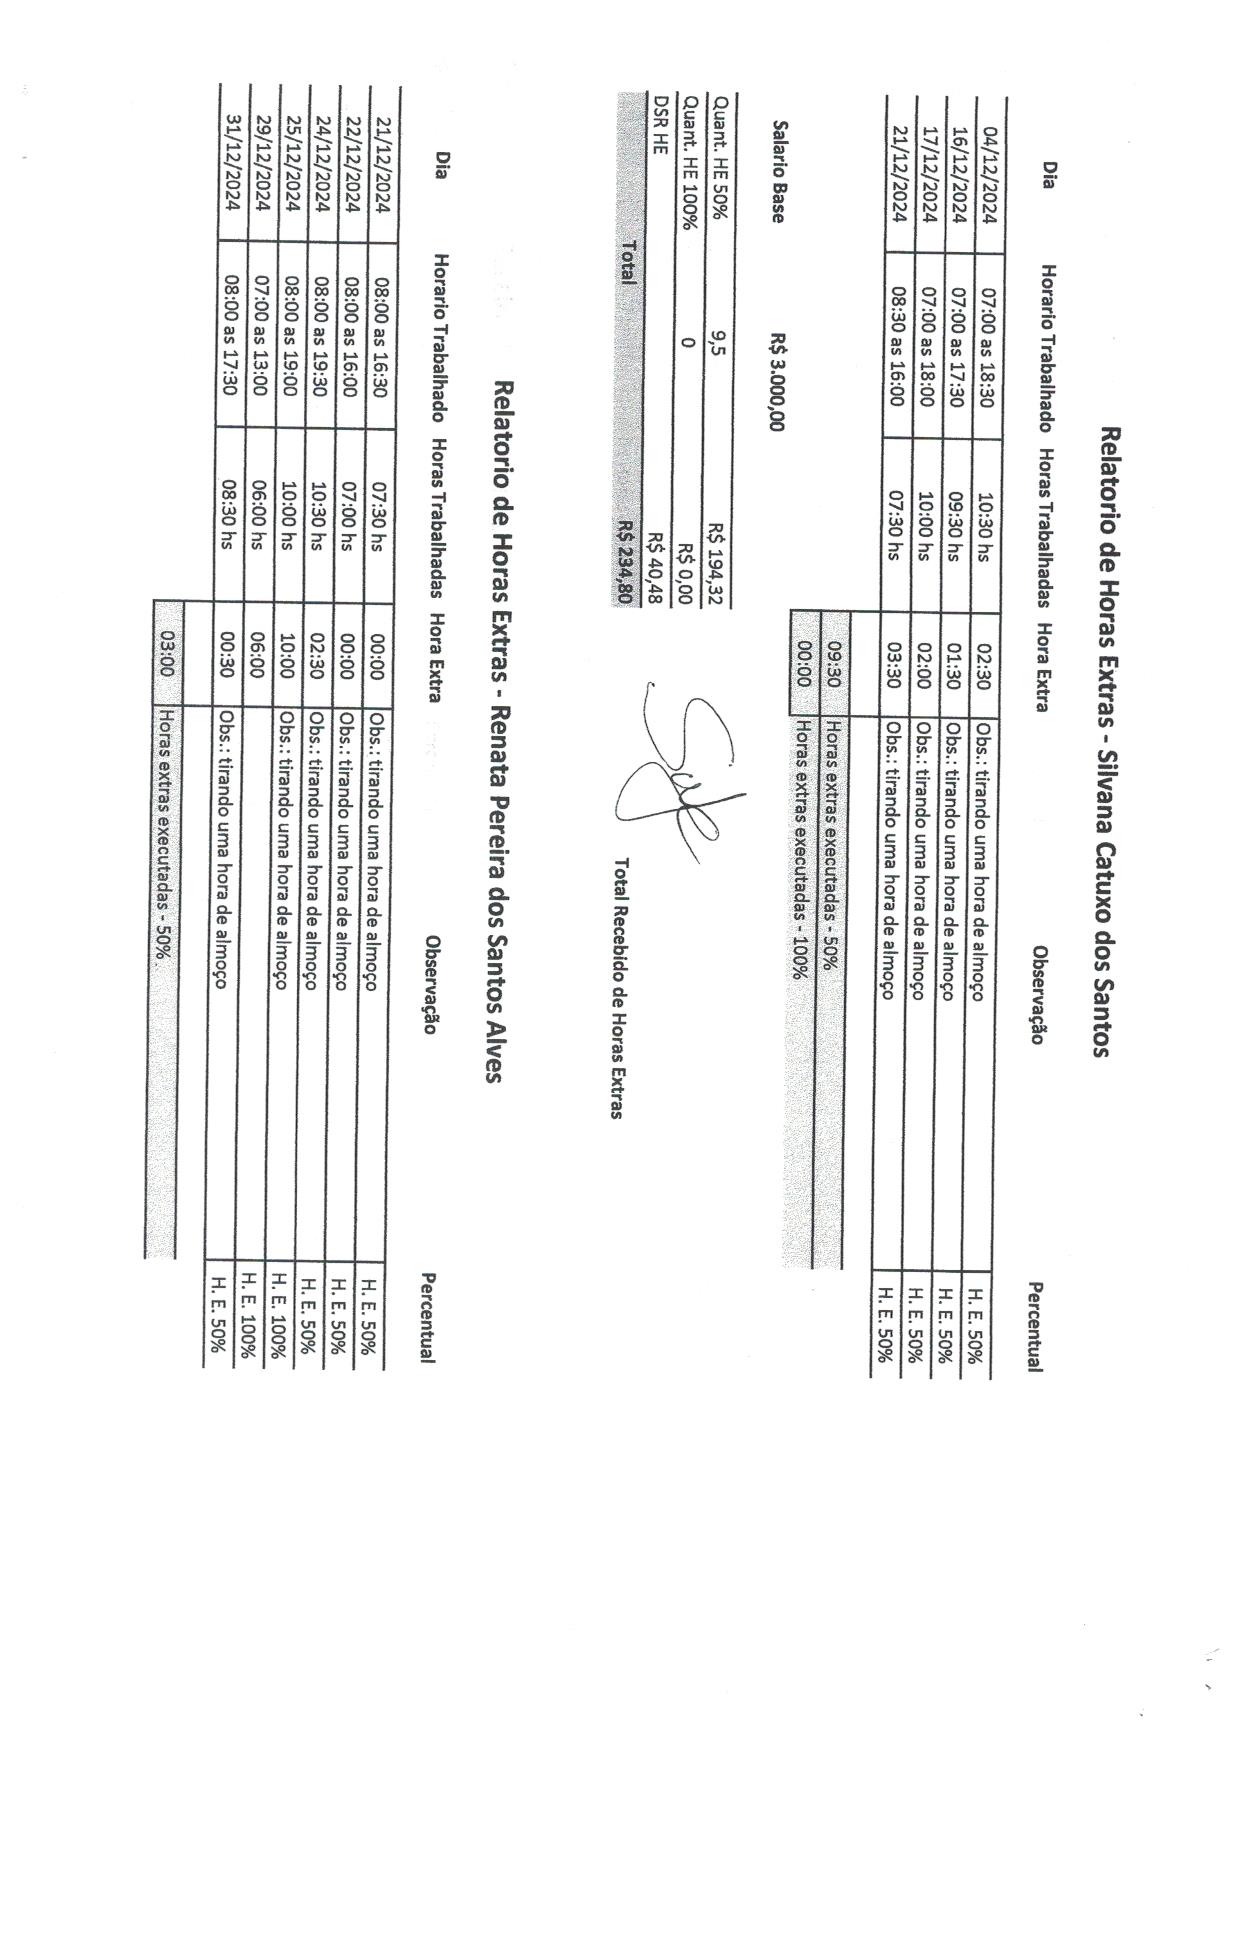 Relatorio de Horas Extras - Silvana Catuxo dos Santos
Dia Horario Trabalhado Horas Trabalhadas Hora Extra Observação Percentual
04/12/2024 07:00 as 18:30 10:30 hs 02:30 Obs.: tirando uma hora de almoço H. E. 50%
16/12/2024 07:00 as 17:30 09:30 hs 01:30 Obs.: tirando uma hora de almoço H. E. 50%
17/12/2024 07:00 as 18:00 10:00 hs 02:00 Obs.: tirando uma hora de almoço H. E. 50%
21/12/2024 08:30 as 16:00 07:30 hs 03:30 Obs.: tirando uma hora de almoço H. E. 50%
09:30 Horas extras executadas - 50%
00:00 Horas extras executadas - 100%
Salario Base R$ 3.000,00
Quant. HE 50% 9,5 R$ 194,32
Quant. HE 100% 0 R$ 0,00
DSR HE R$ 40,48
Total R$ 234,80 Total Recebido de Horas Extras
Relatorio de Horas Extras - Renata Pereira dos Santos Alves
Dia Horario Trabalhado Horas Trabalhadas Hora Extra Observação Percentual
21/12/2024 08:00 as 16:30 07:30 hs 00:00 Obs.: tirando uma hora de almoço H. E. 50%
22/12/2024 08:00 as 16:00 07:00 hs 00:00 Obs.: tirando uma hora de almoço H. E. 50%
24/12/2024 08:00 as 19:30 10:30 hs 02:30 Obs.: tirando uma hora de almoço H. E. 50%
25/12/2024 08:00 as 19:00 10:00 hs 10:00 Obs.: tirando uma hora de almoço H. E. 100%
29/12/2024 07:00 as 13:00 06:00 hs 06:00 H. E. 100%
31/12/2024 08:00 as 17:30 08:30 hs 00:30 Obs.: tirando uma hora de almoço H. E. 50%
03:00 Horas extras executadas - 50%